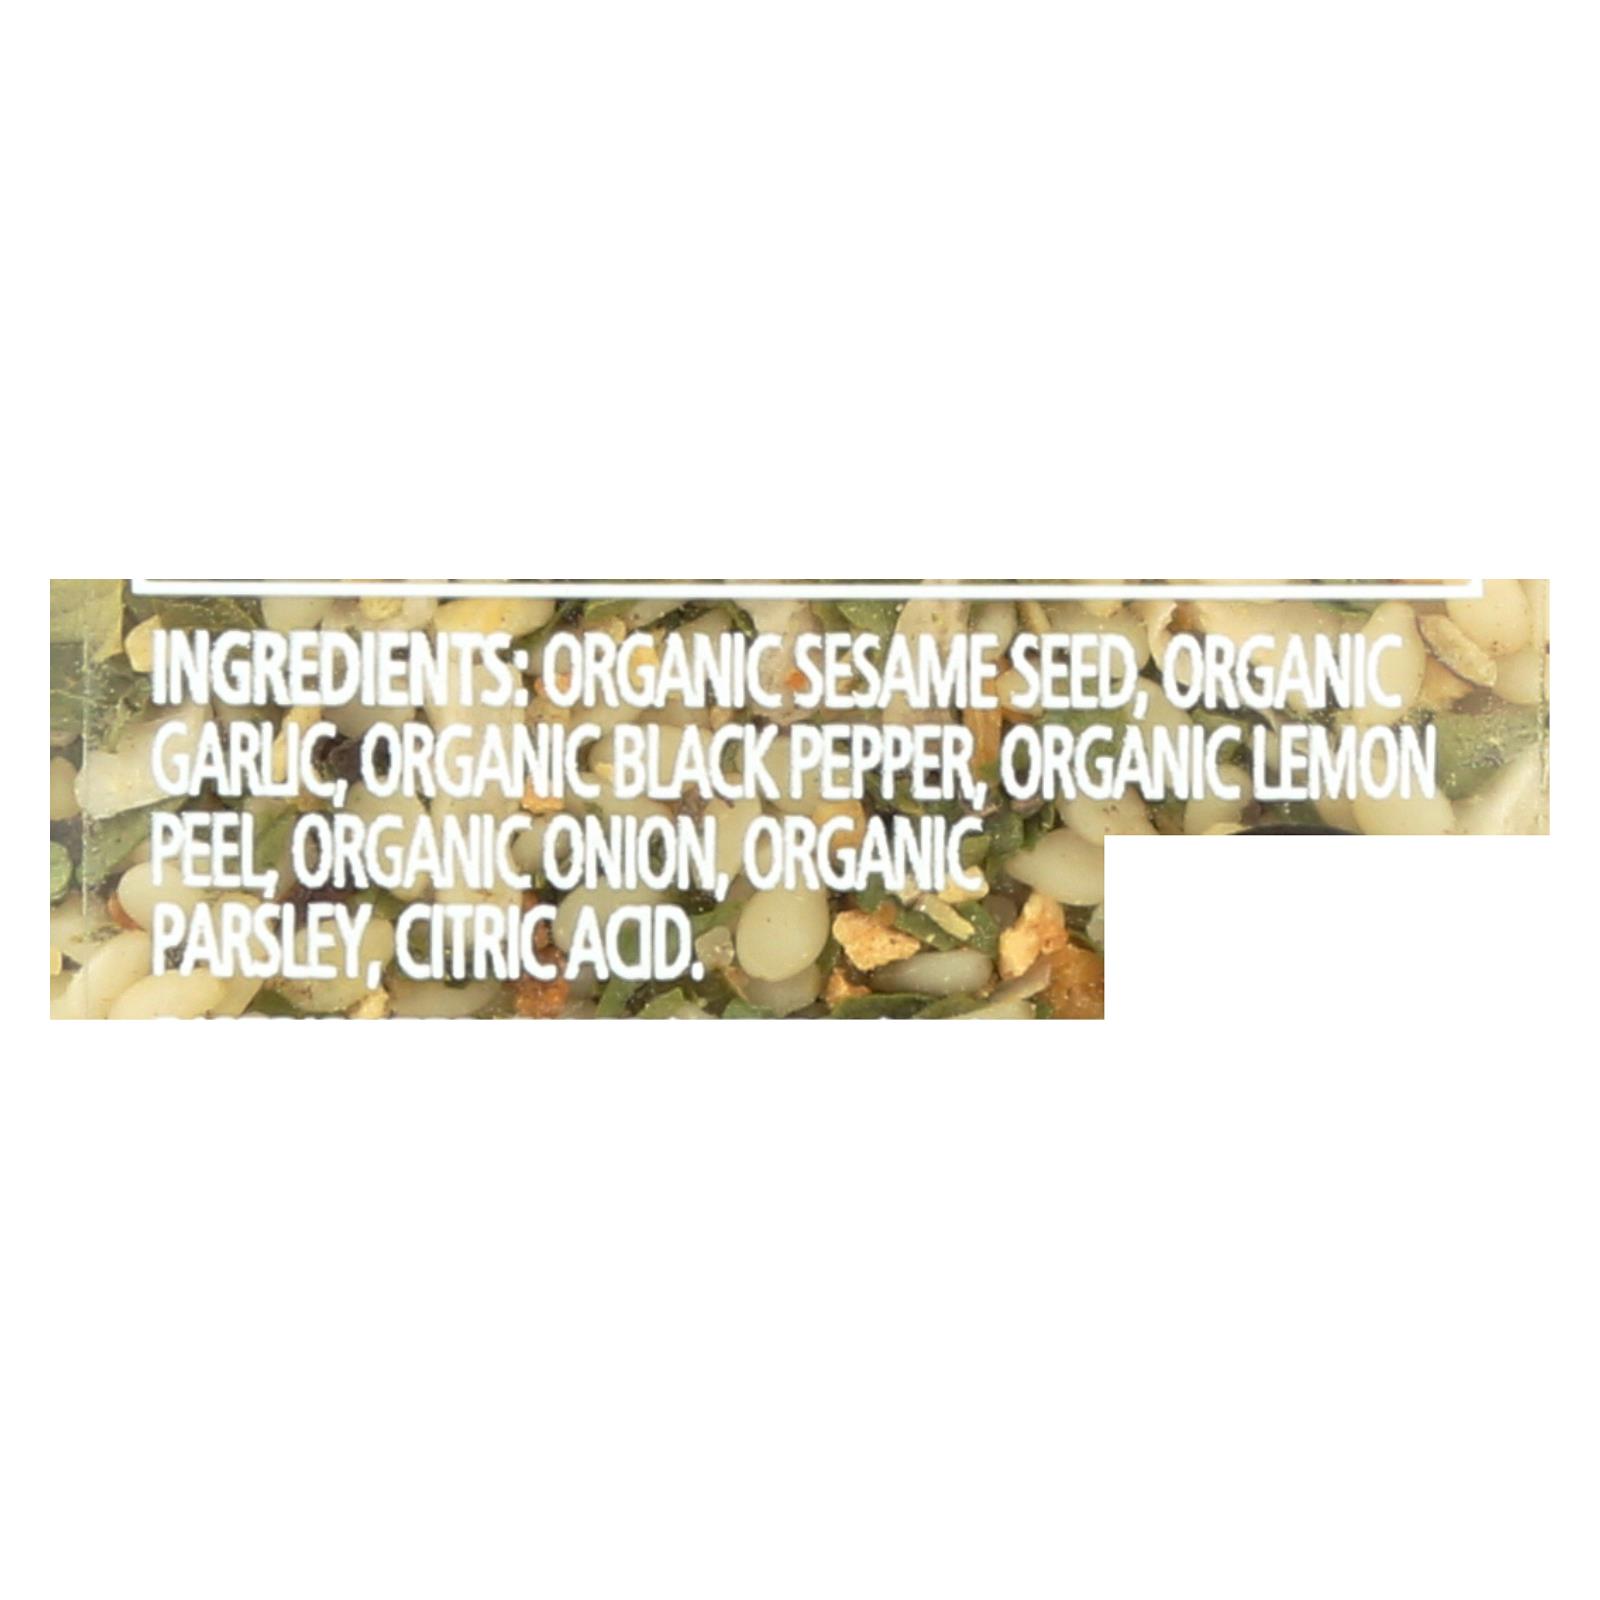 INGREDIENTS: ORGANIC SESAME SEED, ORGANIC
GARLIC, ORGANIC BLACK PEPPER, ORGANIC LEMON
PEEL, ORGANIC ONION, ORGANIC
PARSLEY, CITRIC ACID.